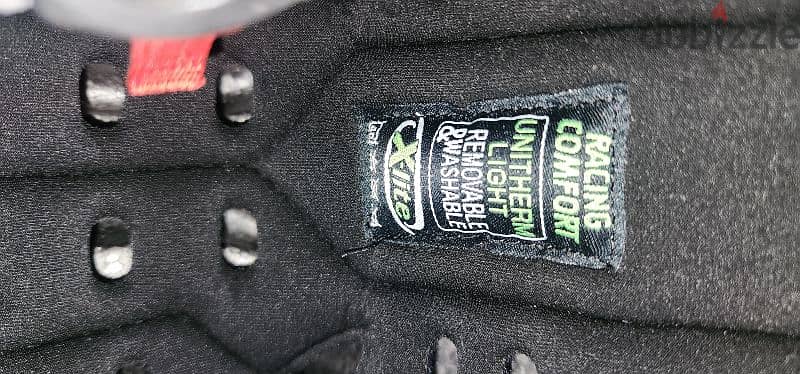 RACING
COMFORT
UNITHERM
LIGHT
REMOVABLE
& WASHABLE
X-lite
dubizzle